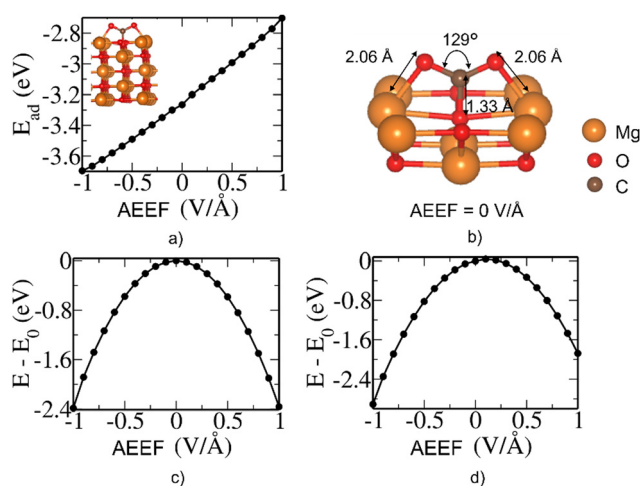 -2.8
-3
-3.2
-3.4
-3.6
E_ad (eV)
-1 -0.5 0 0.5 1
AEEF (V/Å)
a)
129°
2.06 Å
2.06 Å
1.33 Å
AEEF = 0 V/Å
b)
Mg
O
C
0
-0.8
-1.6
-2.4
E - E_0 (eV)
-1 -0.5 0 0.5 1
AEEF (V/Å)
c)
0
-0.8
-1.6
-2.4
E - E_0 (eV)
-1 -0.5 0 0.5 1
AEEF (V/Å)
d)